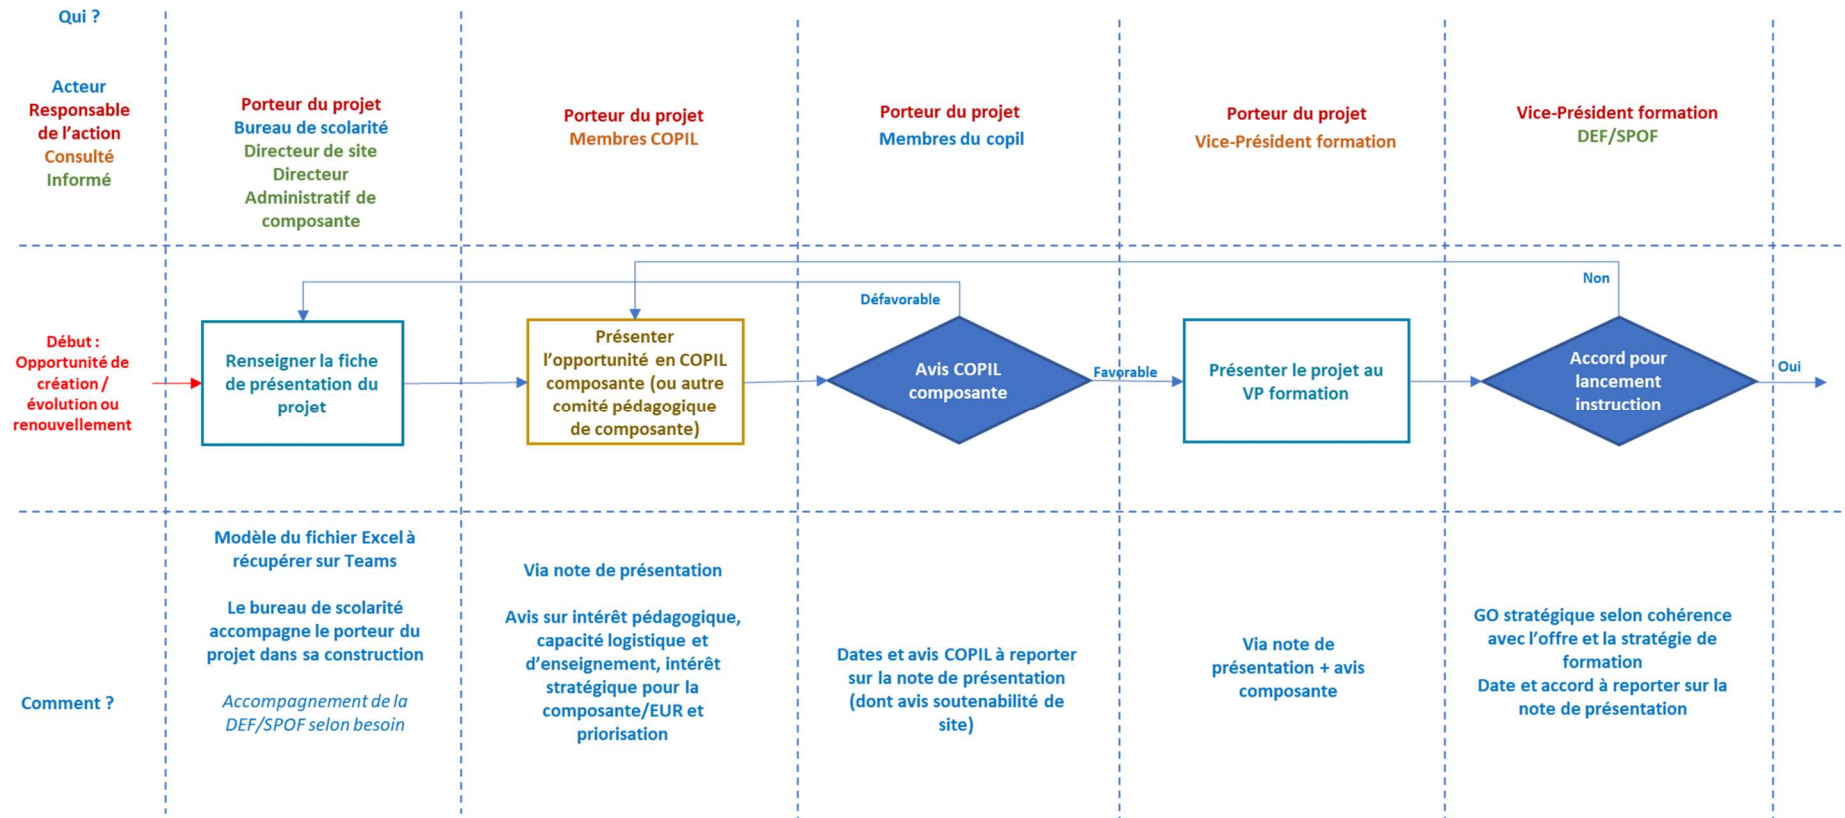 Qui ?
Acteur
Responsable
de l'action
Consulté
Informé
Porteur du projet
Bureau de scolarité
Directeur de site
Directeur
Administratif de
composante
Porteur du projet
Membres COPIL
Porteur du projet
Membres du copil
Porteur du projet
Vice-Président formation
Vice-Président formation
DEF/SPOF
Début :
Opportunité de
création /
évolution ou
renouvellement
Renseigner la fiche
de présentation du
projet
Présenter
l'opportunité en COPIL
composante (ou autre
comité pédagogique
de composante)
Défavorable
Avis COPIL
composante
Favorable
Présenter le projet au
VP formation
Non
Accord pour
lancement
instruction
Oui
Comment ?
Modèle du fichier Excel à
récupérer sur Teams
Le bureau de scolarité
accompagne le porteur du
projet dans sa construction
Accompagnement de la
DEF/SPOF selon besoin
Via note de présentation
Avis sur intérêt pédagogique,
capacité logistique et
d'enseignement, intérêt
stratégique pour la
composante/EUR et
priorisation
Dates et avis COPIL à reporter
sur la note de présentation
(dont avis soutenabilité de
site)
Via note de
présentation + avis
composante
GO stratégique selon cohérence
avec l'offre et la stratégie de
formation
Date et accord à reporter sur la
note de présentation